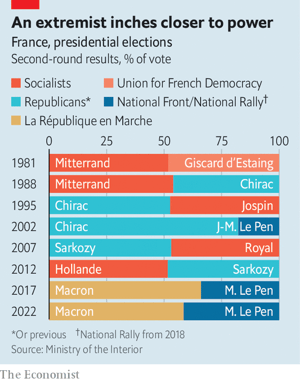 An extremist inches closer to power
France, presidential elections
Second-round results, % of vote
Socialists
Union for French Democracy
Republicans*
National Front/National Rally†
La République en Marche
0 25 50 75 100
1981 Mitterrand Giscard d'Estaing
1988 Mitterrand Chirac
1995 Chirac Jospin
2002 Chirac J-M. Le Pen
2007 Sarkozy Royal
2012 Hollande Sarkozy
2017 Macron M. Le Pen
2022 Macron M. Le Pen
*Or previous †National Rally from 2018
Source: Ministry of the Interior
The Economist